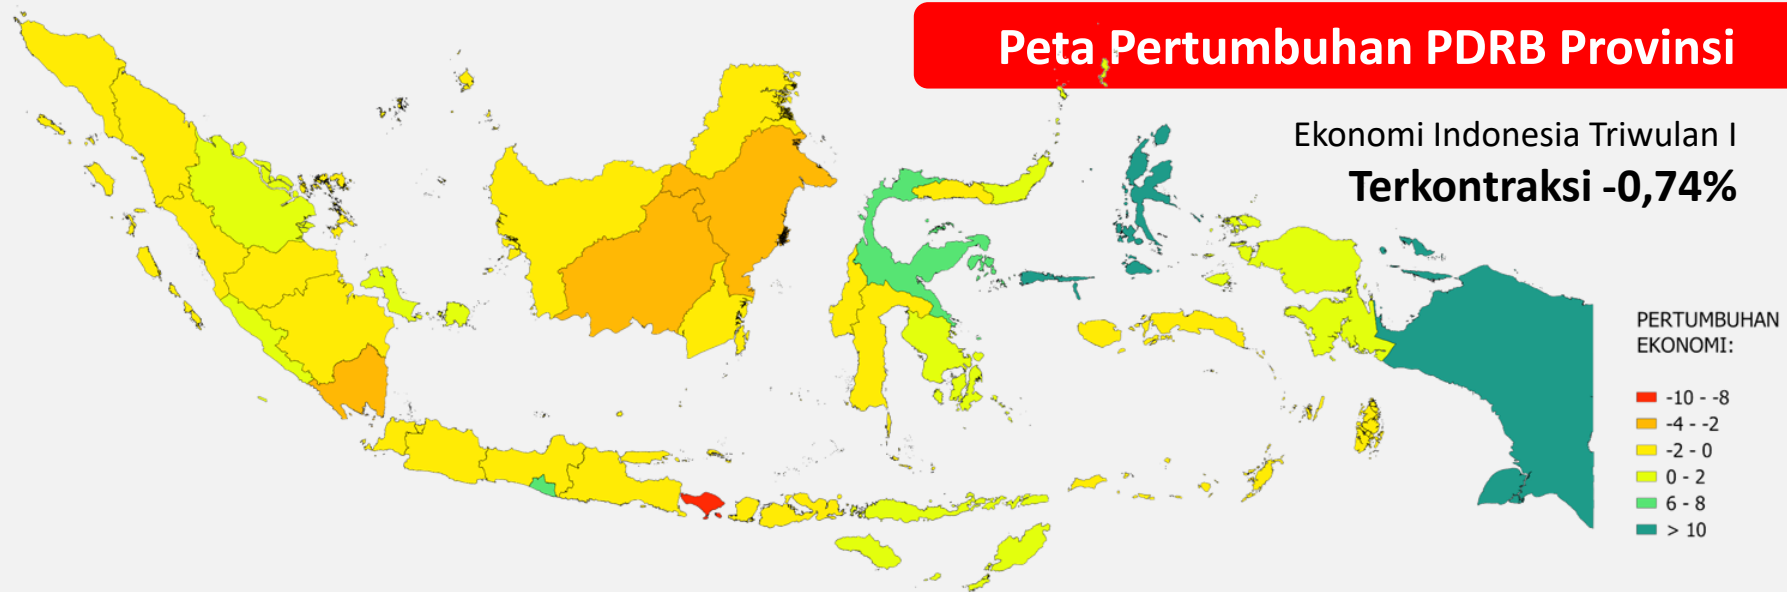 Peta Pertumbuhan PDRB Provinsi
Ekonomi Indonesia Triwulan I
Terkontraksi -0,74%
PERTUMBUHAN
EKONOMI:
-10 - -8
-4 - -2
-2 - 0
0 - 2
6 - 8
> 10